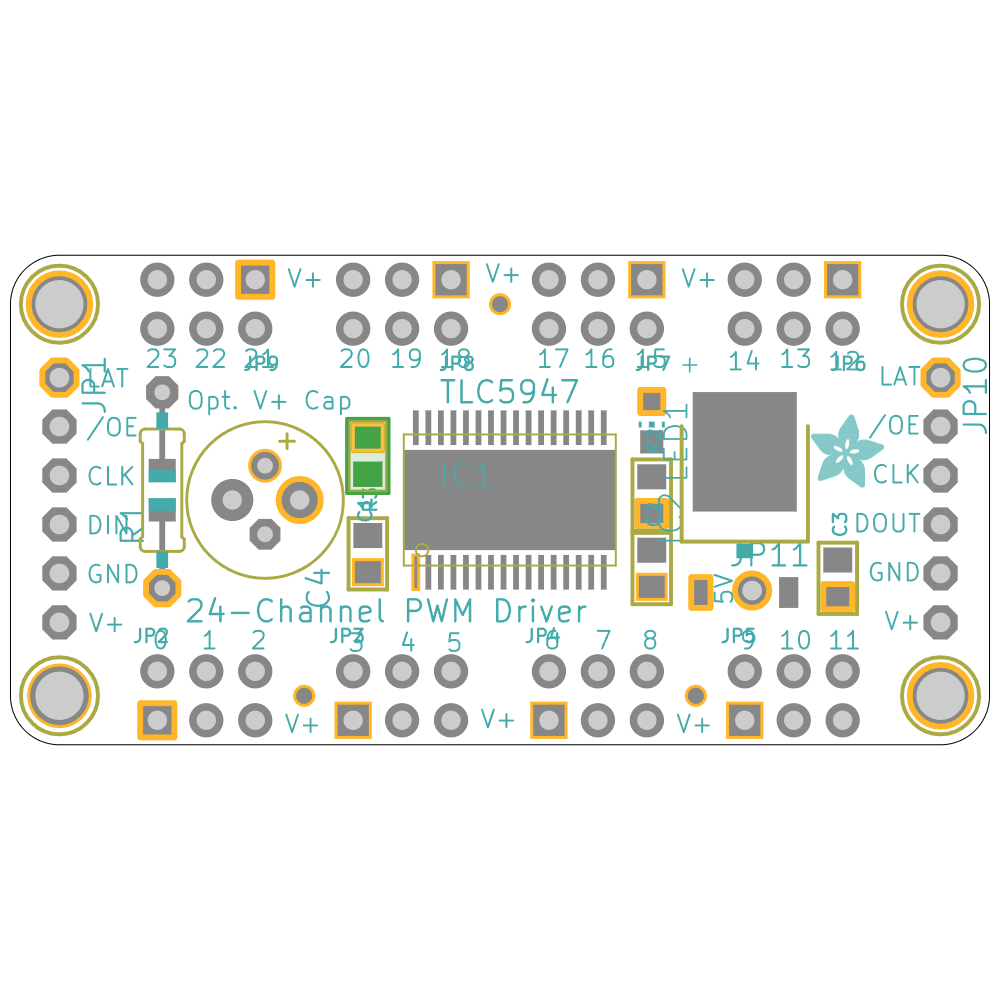 V+ V+ V+
23 22 21 20 19 18 17 16 15 + 14 13 12
JP9 JP8 JP7 JP6
JP1 LAT TLC5947 LAT JP10
Opt. V+ Cap
/OE + LED1 /OE
CLK IC1 CLK
DIN R1 IC2 C3 DOUT
JP11
GND C4 5V GND
24-Channel PWM Driver
V+ V+
JP2 JP3 JP4 JP5
0 1 2 3 4 5 6 7 8 9 10 11
V+ V+ V+